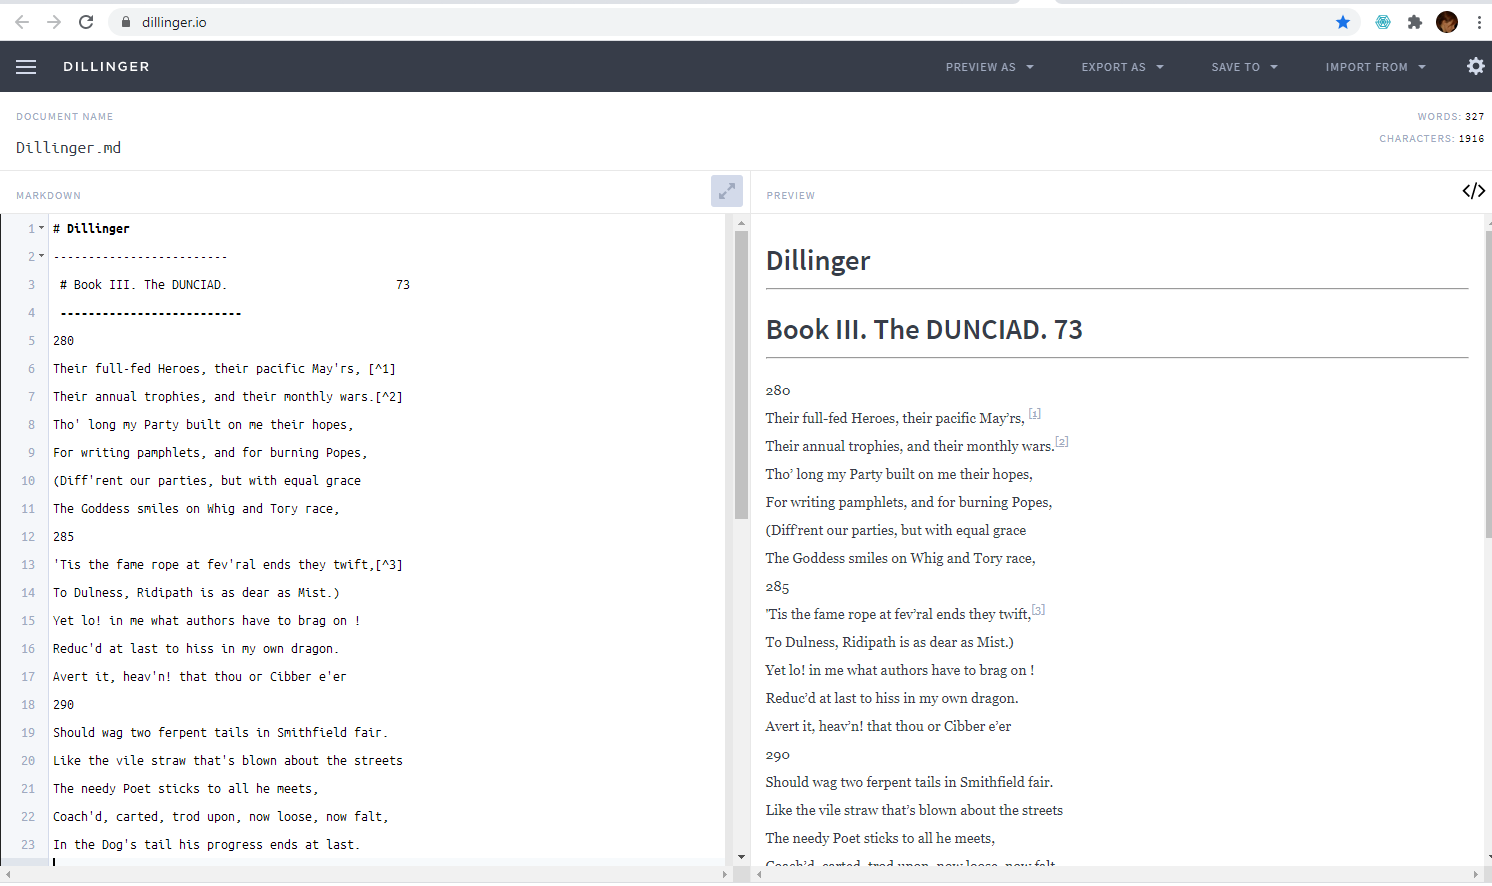 dillinger.io
DILLINGER
PREVIEW AS
EXPORT AS
SAVE TO
IMPORT FROM
DOCUMENT NAME
Dillinger.md
WORDS: 327
CHARACTERS: 1916
MARKDOWN
1 # Dillinger
2 -------------------------
3 # Book III. The DUNCIAD. 73
4 --------------------------
5 280
6 Their full-fed Heroes, their pacific May'rs, [^1]
7 Their annual trophies, and their monthly wars.[^2]
8 Tho' long my Party built on me their hopes,
9 For writing pamphlets, and for burning Popes,
10 (Diff'rent our parties, but with equal grace
11 The Goddess smiles on Whig and Tory race,
12 285
13 'Tis the fame rope at fev'ral ends they twift,[^3]
14 To Dulness, Ridipath is as dear as Mist.)
15 Yet lo! in me what authors have to brag on !
16 Reduc'd at last to hiss in my own dragon.
17 Avert it, heav'n! that thou or Cibber e'er
18 290
19 Should wag two ferpent tails in Smithfield fair.
20 Like the vile straw that's blown about the streets
21 The needy Poet sticks to all he meets,
22 Coach'd, carted, trod upon, now loose, now falt,
23 In the Dog's tail his progress ends at last.
PREVIEW
</>
Dillinger
Book III. The DUNCIAD. 73
280
Their full-fed Heroes, their pacific May’rs, [1]
Their annual trophies, and their monthly wars.[2]
Tho’ long my Party built on me their hopes,
For writing pamphlets, and for burning Popes,
(Diff’rent our parties, but with equal grace
The Goddess smiles on Whig and Tory race,
285
'Tis the fame rope at fev’ral ends they twift,[3]
To Dulness, Ridipath is as dear as Mist.)
Yet lo! in me what authors have to brag on !
Reduc’d at last to hiss in my own dragon.
Avert it, heav’n! that thou or Cibber e’er
290
Should wag two ferpent tails in Smithfield fair.
Like the vile straw that’s blown about the streets
The needy Poet sticks to all he meets,
Coach’d, carted, trod upon, now loose, now falt,